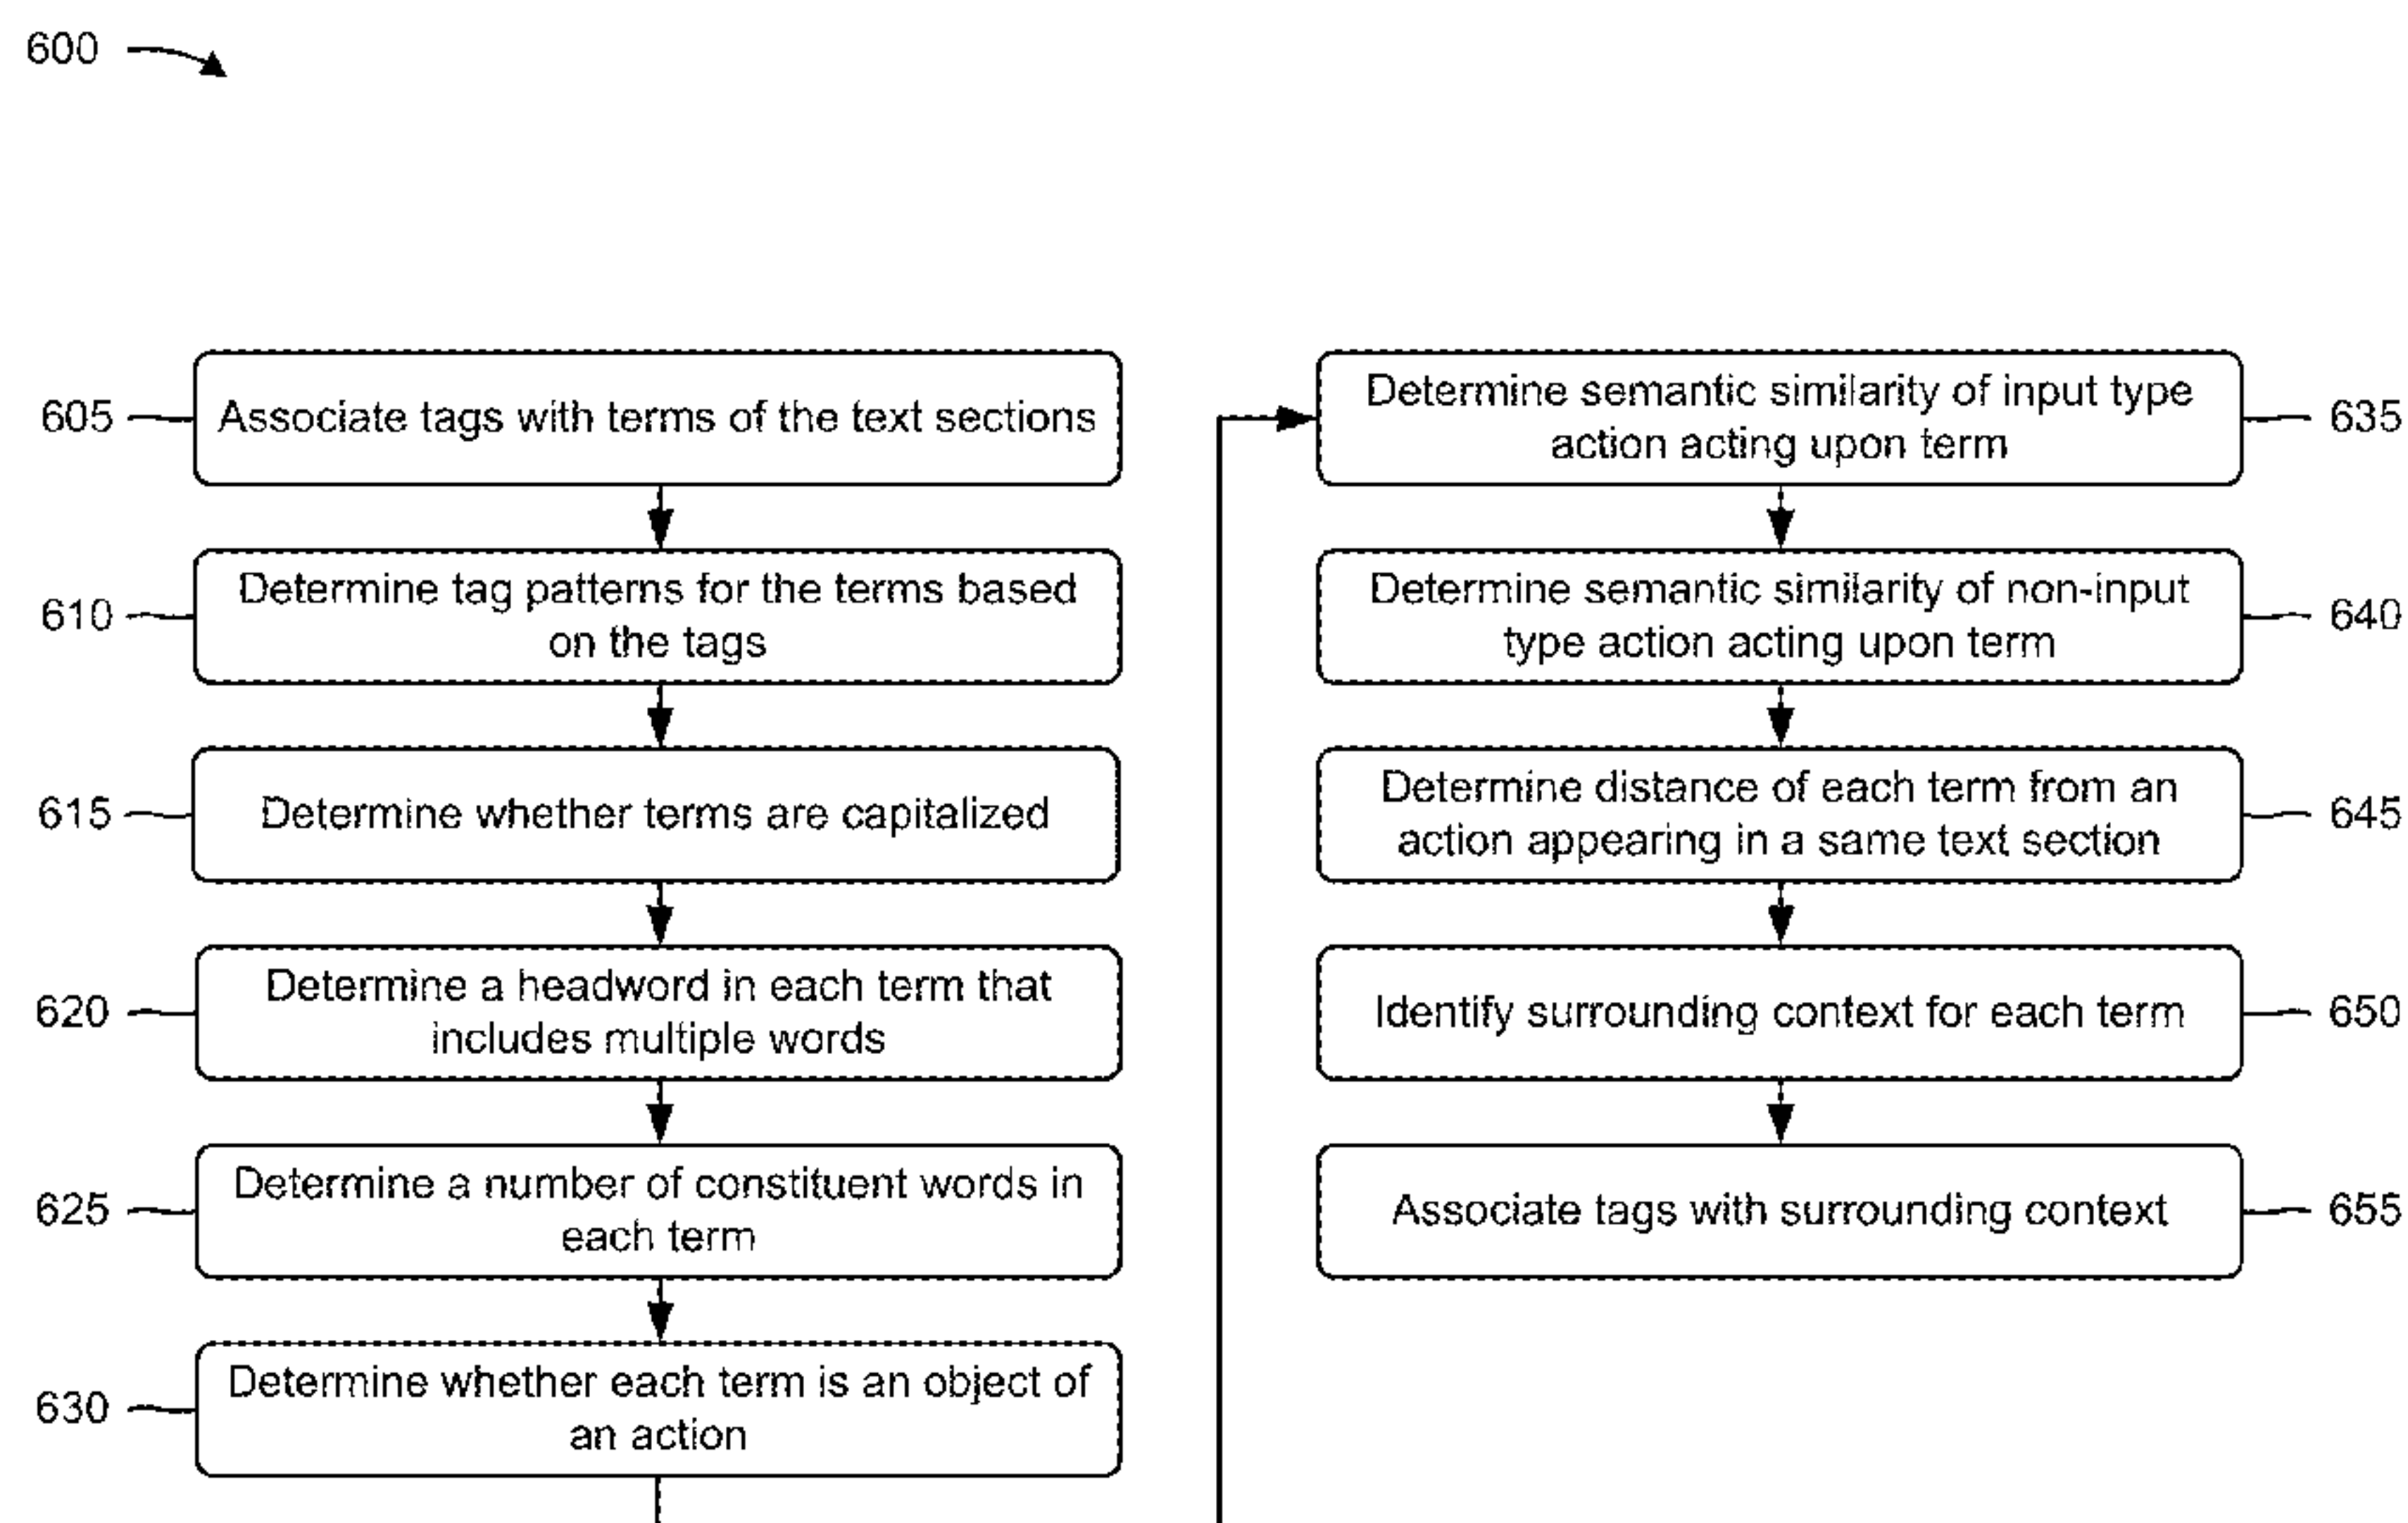 600
605
Associate tags with terms of the text sections
610
Determine tag patterns for the terms based
on the tags
615
Determine whether terms are capitalized
620
Determine a headword in each term that
includes multiple words
625
Determine a number of constituent words in
each term
630
Determine whether each term is an object of
an action
Determine semantic similarity of input type
action acting upon term
635
Determine semantic similarity of non-input
type action acting upon term
640
Determine distance of each term from an
action appearing in a same text section
645
Identify surrounding context for each term
650
Associate tags with surrounding context
655